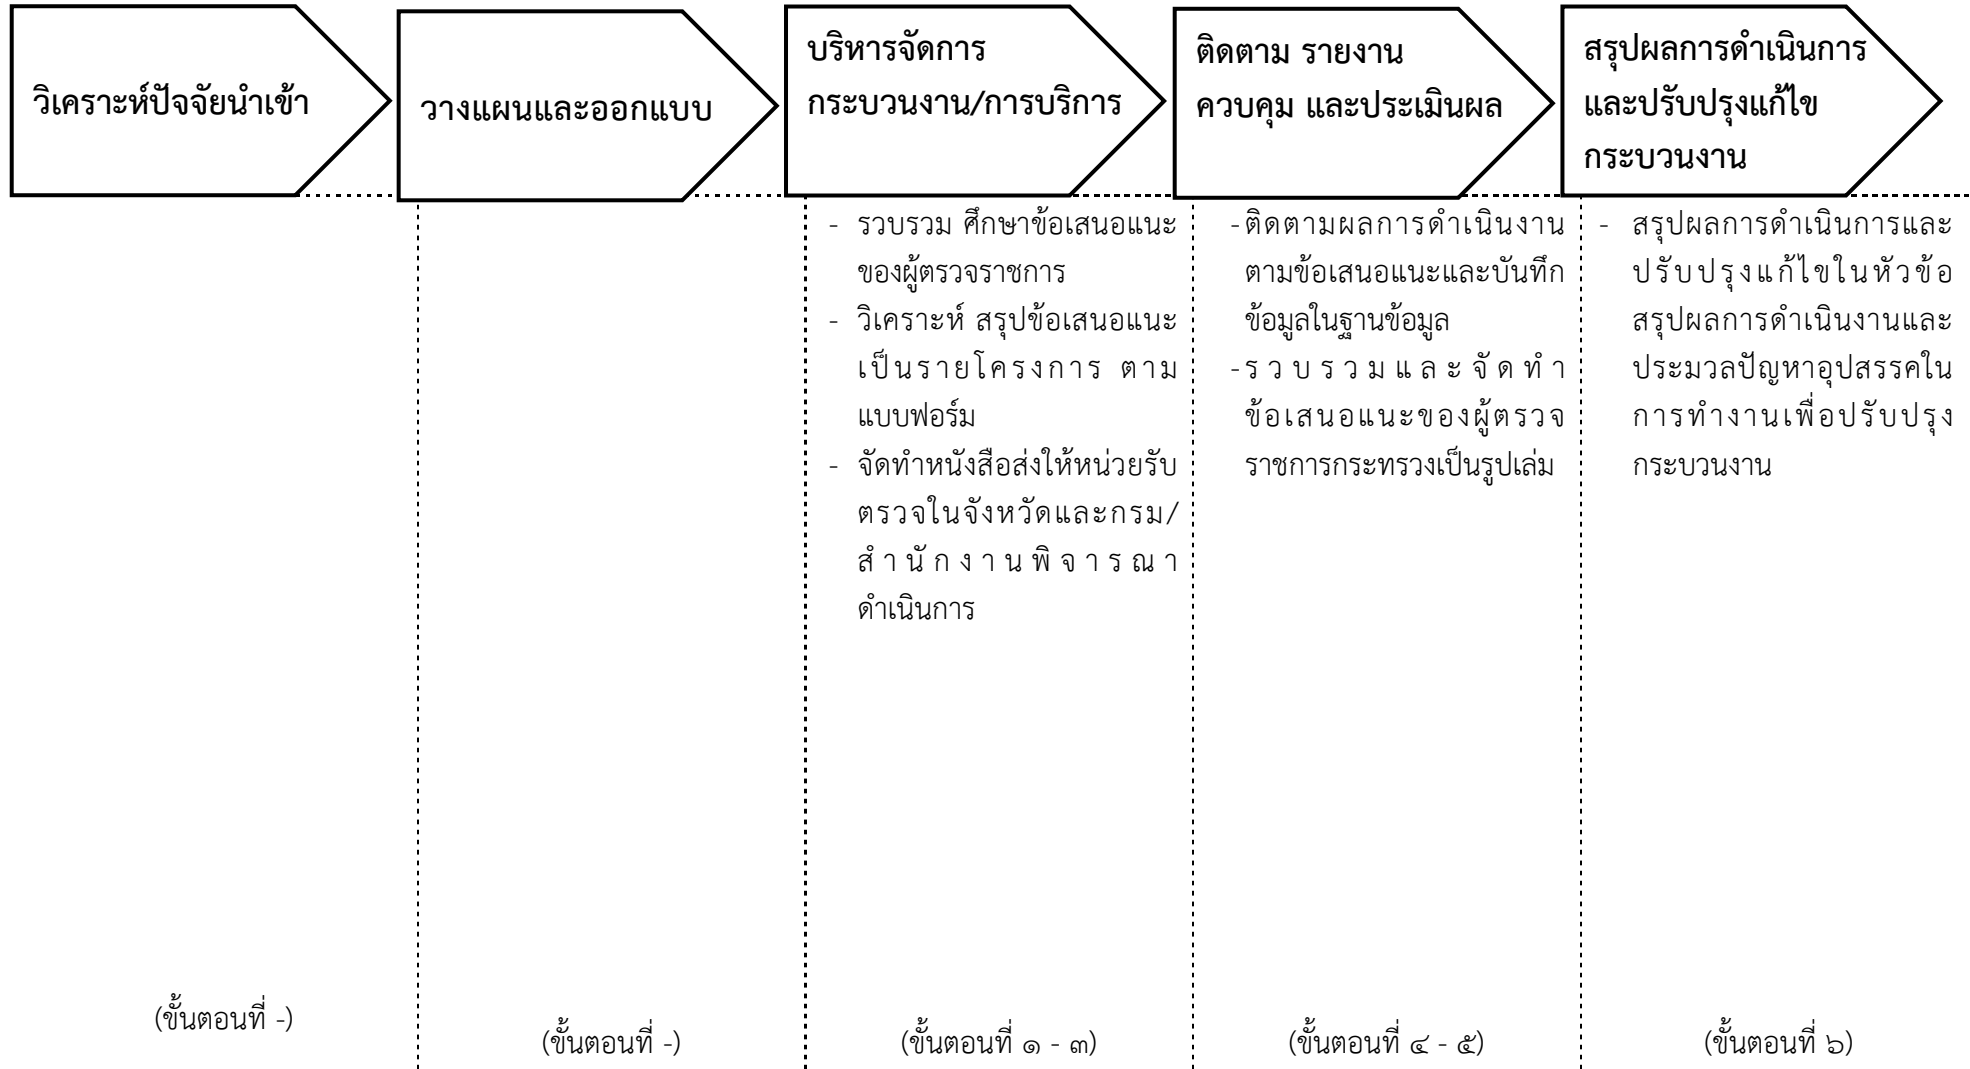 วิเคราะห์ปัจจัยนำเข้า
วางแผนและออกแบบ
บริหารจัดการ
กระบวนงาน/การบริการ
ติดตาม รายงาน
ควบคุม และประเมินผล
สรุปผลการดำเนินการ
และปรับปรุงแก้ไข
กระบวนงาน
- รวบรวม ศึกษาข้อเสนอแนะ
ของผู้ตรวจราชการ
- วิเคราะห์ สรุปข้อเสนอแนะ
เป็นรายโครงการ ตาม
แบบฟอร์ม
- จัดทำหนังสือส่งให้หน่วยรับ
ตรวจในจังหวัดและกรม/
สำนักงานพิจารณา
ดำเนินการ
-ติดตามผลการดำเนินงาน
ตามข้อเสนอแนะและบันทึก
ข้อมูลในฐานข้อมูล
-รวบรวมและจัดทำ
ข้อเสนอแนะของผู้ตรวจ
ราชการกระทรวงเป็นรูปเล่ม
- สรุปผลการดำเนินการและ
ปรับปรุงแก้ไขในหัวข้อ
สรุปผลการดำเนินงานและ
ประมวลปัญหาอุปสรรคใน
การทำงานเพื่อปรับปรุง
กระบวนงาน
(ขั้นตอนที่ -)
(ขั้นตอนที่ -)
(ขั้นตอนที่ ๑ - ๓)
(ขั้นตอนที่ ๔ - ๕)
(ขั้นตอนที่ ๖)